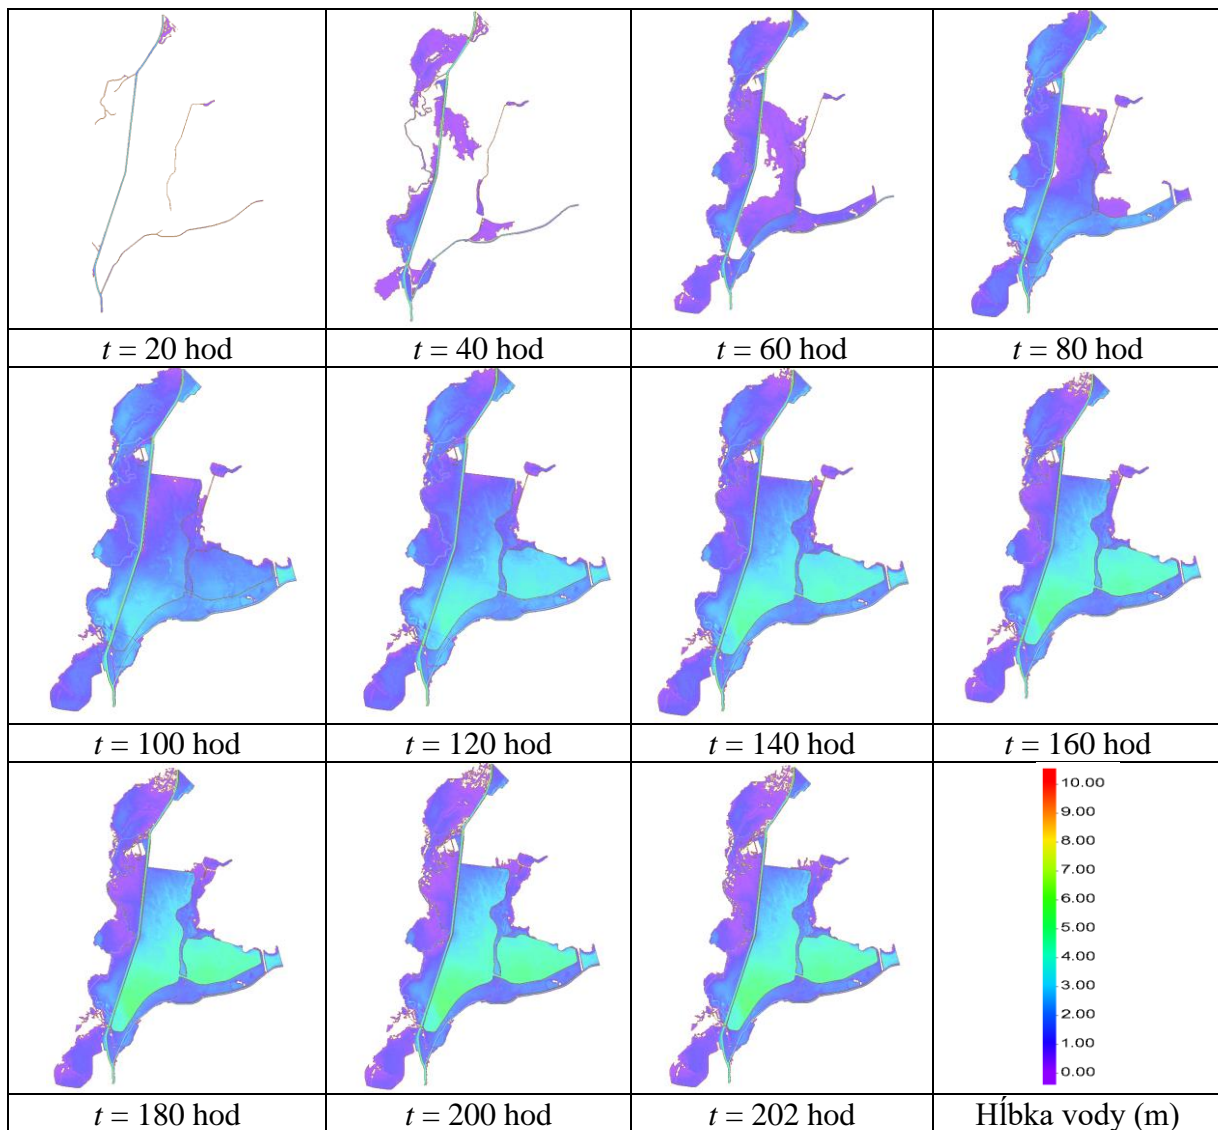 t = 20 hod
t = 40 hod
t = 60 hod
t = 80 hod
t = 100 hod
t = 120 hod
t = 140 hod
t = 160 hod
10.00
9.00
8.00
7.00
6.00
5.00
4.00
3.00
2.00
1.00
-0.00
t = 180 hod
t = 200 hod
t = 202 hod
Hĺbka vody (m)